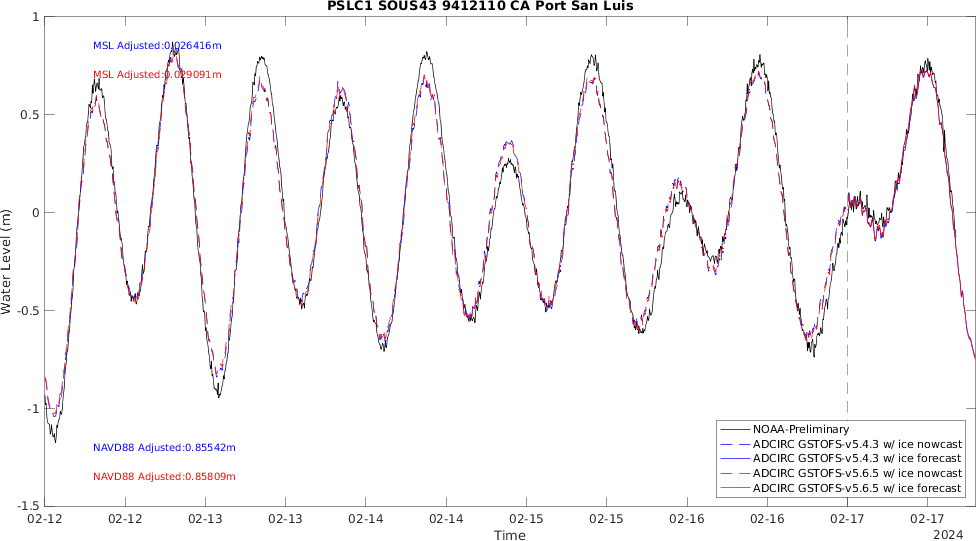 PSLC1 SOUS43 9412110 CA Port San Luis
1
0.5
0
-0.5
-1
-1.5
Water Level (m)
MSL Adjusted:0.026416m
MSL Adjusted:0.029091m
NAVD88 Adjusted:0.85542m
NAVD88 Adjusted:0.85809m
NOAA-Preliminary
ADCIRC GSTOFS-v5.4.3 w/ ice nowcast
ADCIRC GSTOFS-v5.4.3 w/ ice forecast
ADCIRC GSTOFS-v5.6.5 w/ ice nowcast
ADCIRC GSTOFS-v5.6.5 w/ ice forecast
02-12 02-12 02-13 02-13 02-14 02-14 02-15 02-15 02-16 02-16 02-17 02-17
Time
2024